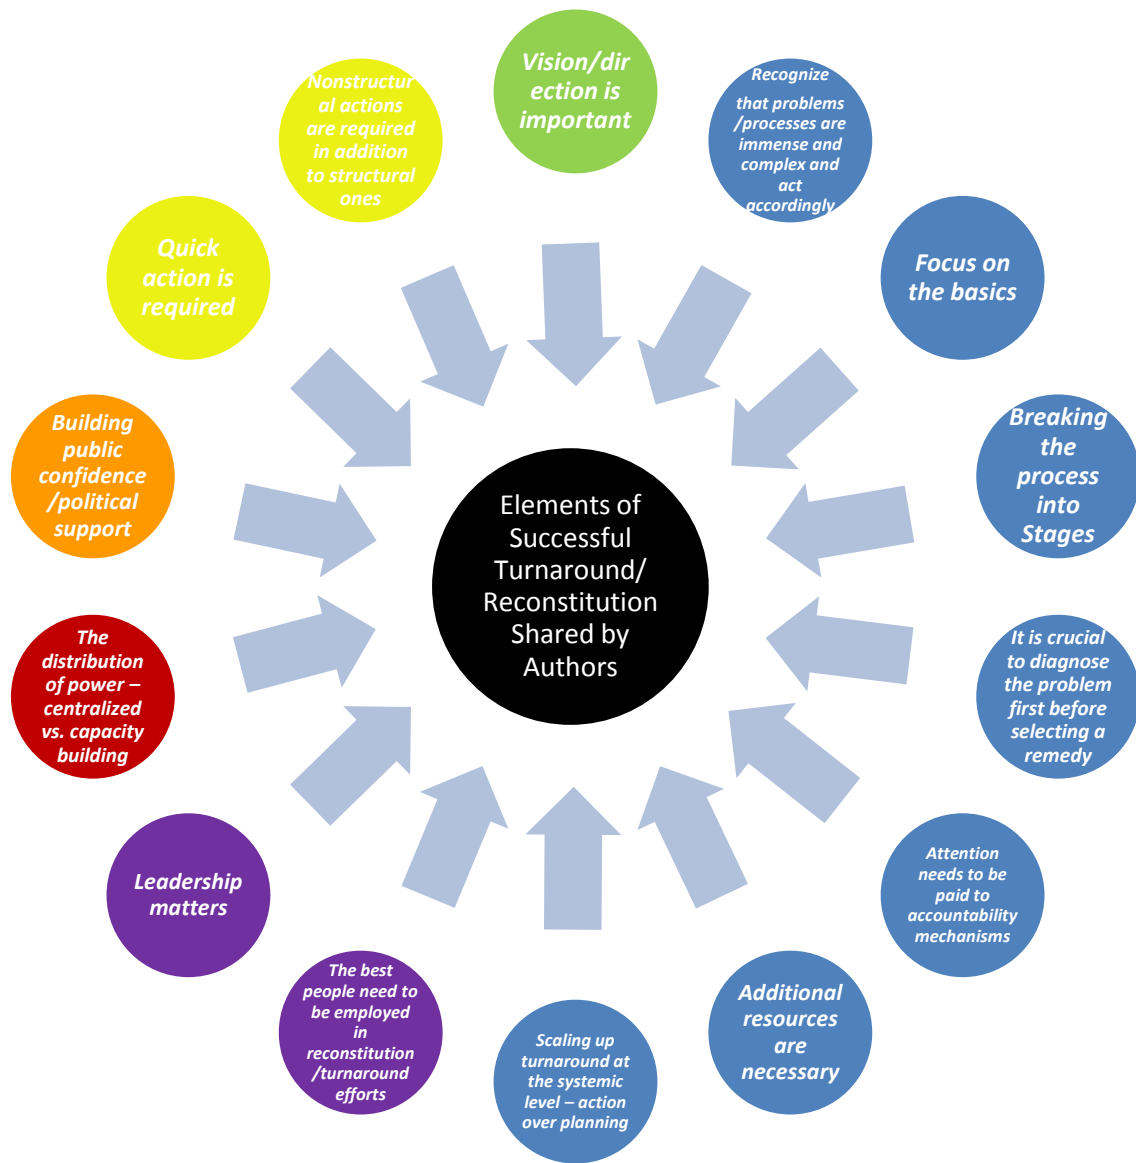 Vision/dir
ection is
important
Recognize
that problems
/processes are
immense and
complex and
act
accordingly
Focus on
the basics
Breaking
the
process
into
Stages
It is crucial
to diagnose
the problem
first before
selecting a
remedy
Attention
needs to be
paid to
accountability
mechanisms
Additional
resources
are
necessary
Scaling up
turnaround at
the systemic
level – action
over planning
The best
people need to
be employed
in
reconstitution
/turnaround
efforts
Leadership
matters
The
distribution
of power –
centralized
vs. capacity
building
Building
public
confidence
/political
support
Quick
action is
required
Nonstructur
al actions
are required
in addition
to structural
ones
Elements of
Successful
Turnaround/
Reconstitution
Shared by
Authors